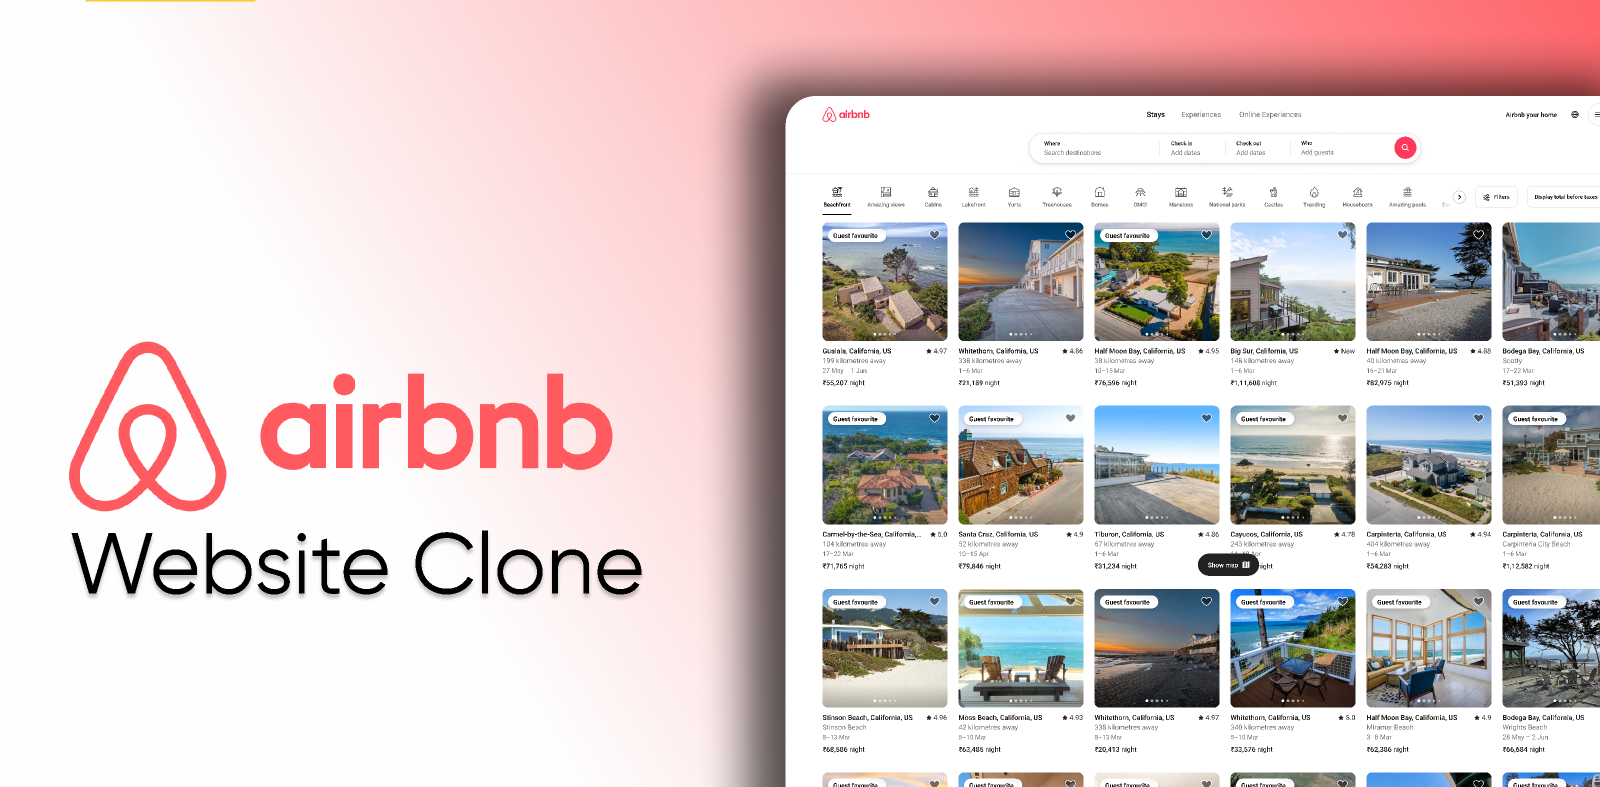 airbnb
Website Clone
airbnb
Stays Experiences Online Experiences
Airbnb your home
Where Check in Check out Who
Search destinations Add dates Add dates Add guests
Beachfront Amazing views Cabins Lakefront Yurts Treehouses Domes OMG! Mansions National parks Castles Trending Houseboats Amazing pools
Filters
Display total before taxes
Guest favourite Guest favourite
Gualala, California, US 4.97 Whitethorn, California, US 4.86 Half Moon Bay, California, US 4.95 Big Sur, California, US New Half Moon Bay, California, US 4.88 Bodega Bay, California, US
199 kilometres away 338 kilometres away 38 kilometres away 146 kilometres away 40 kilometres away Scotty
27 May – 1 Jun 1–6 Mar 10–15 Mar 1–6 Mar 16–21 Mar 17–22 Mar
₹55,207 night ₹21,189 night ₹76,596 night ₹1,11,608 night ₹82,975 night ₹51,393 night
Guest favourite Guest favourite Guest favourite Guest favourite
Carmel-by-the-Sea, California,... 5.0 Santa Cruz, California, US 4.9 Tiburon, California, US 4.86 Cayucos, California, US 4.78 Carpinteria, California, US 4.94 Carpinteria, California, US
104 kilometres away 52 kilometres away 67 kilometres away 243 kilometres away 404 kilometres away Carpinteria City Beach
17–22 Mar 10–15 Apr 1–6 Mar 1–6 Mar 1–6 Mar
₹71,765 night ₹79,846 night ₹31,234 night night ₹54,283 night ₹1,12,582 night
Show map
Guest favourite Guest favourite Guest favourite Guest favourite Guest favourite Guest favourite
Stinson Beach, California, US 4.96 Moss Beach, California, US 4.93 Whitethorn, California, US 4.97 Whitethorn, California, US 5.0 Half Moon Bay, California, US 4.9 Bodega Bay, California, US
Stinson Beach 42 kilometres away 338 kilometres away 340 kilometres away Miramar Beach Wrights Beach
8–13 Mar 5–10 Mar 8–13 Mar 5–10 Mar 3–8 Mar 28 May – 2 Jun
₹68,586 night ₹63,485 night ₹20,413 night ₹33,576 night ₹62,386 night ₹66,684 night
Guest favourite Guest favourite Guest favourite Guest favourite Guest favourite